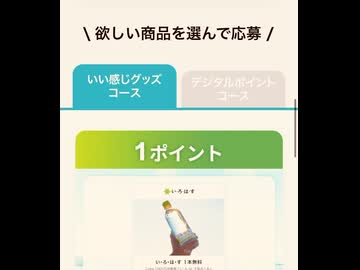 \ 欲しい商品を選んで応募 /
いい感じグッズ
コース
デジタルポイント
コース
1ポイント
い・ろ・は・す
い・ろ・は・す 1本無料